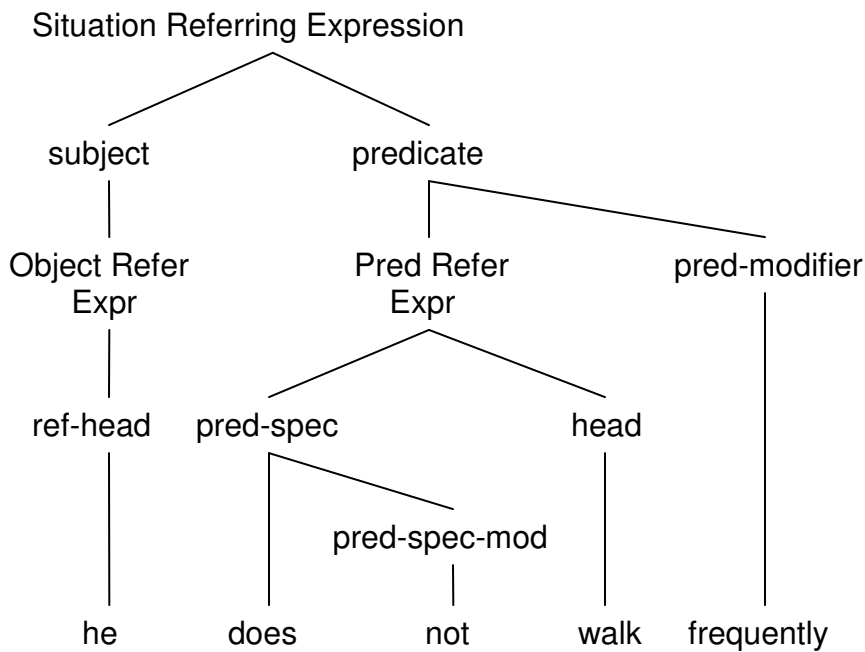 Situation Referring Expression
subject predicate
Object Refer Expr Pred Refer Expr pred-modifier
ref-head pred-spec head
pred-spec-mod
he does not walk frequently